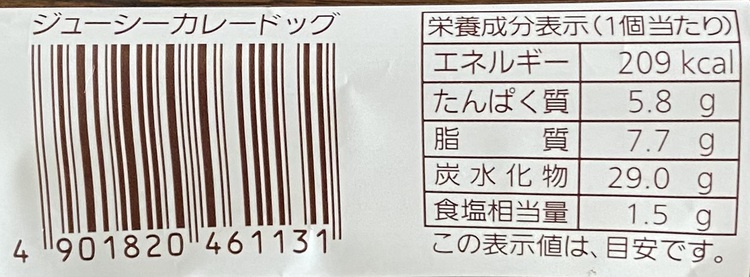 ジューシーカレードッグ
4 901820 461131
栄養成分表示(1個当たり)
エネルギー 209 kcal
たんぱく質 5.8 g
脂質 7.7 g
炭水化物 29.0 g
食塩相当量 1.5 g
この表示値は、目安です。